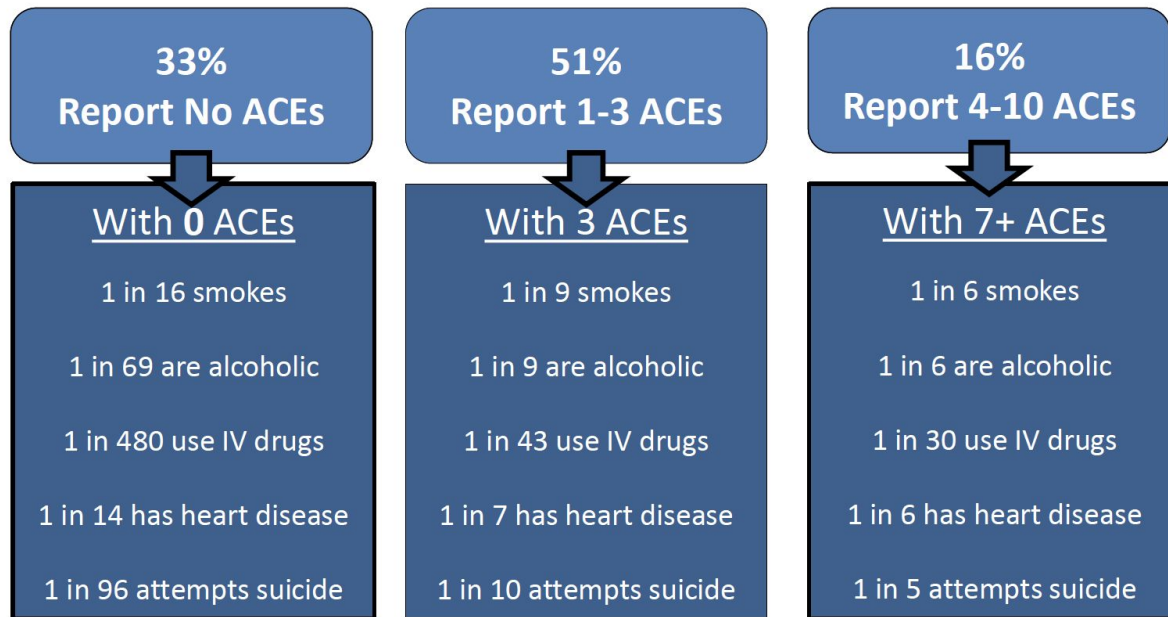 33%
Report No ACEs
With 0 ACEs
1 in 16 smokes
1 in 69 are alcoholic
1 in 480 use IV drugs
1 in 14 has heart disease
1 in 96 attempts suicide
51%
Report 1-3 ACEs
With 3 ACEs
1 in 9 smokes
1 in 9 are alcoholic
1 in 43 use IV drugs
1 in 7 has heart disease
1 in 10 attempts suicide
16%
Report 4-10 ACEs
With 7+ ACEs
1 in 6 smokes
1 in 6 are alcoholic
1 in 30 use IV drugs
1 in 6 has heart disease
1 in 5 attempts suicide